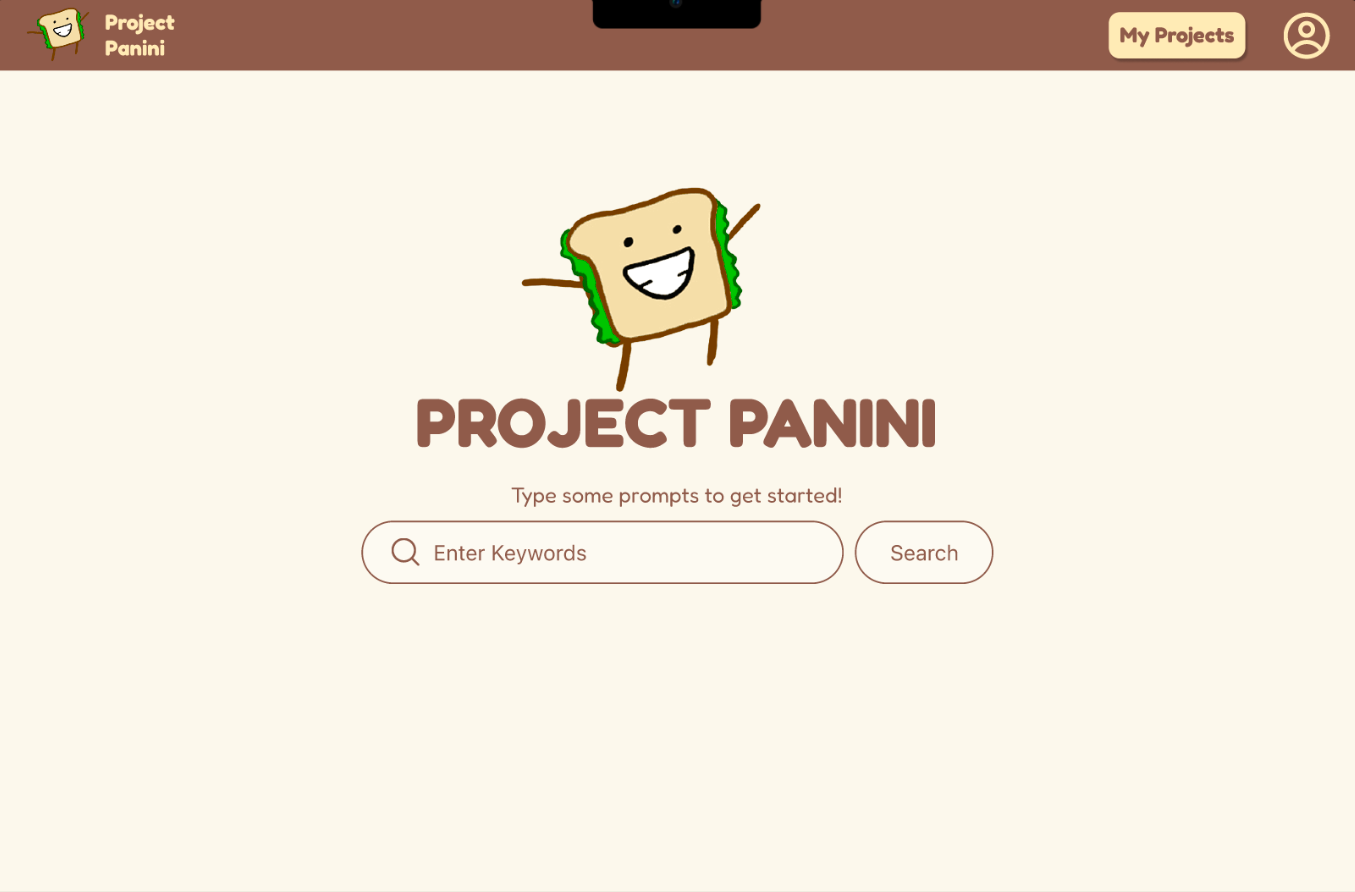 Project
Panini
My Projects
PROJECT PANINI
Type some prompts to get started!
Enter Keywords
Search